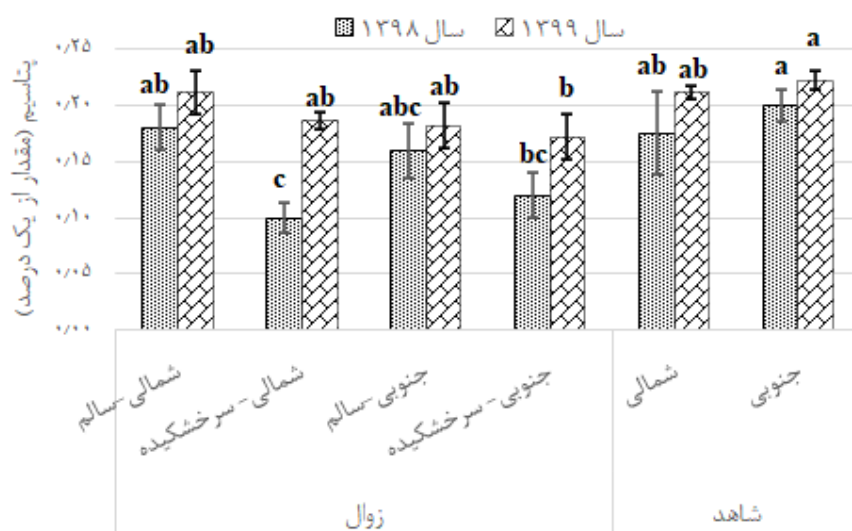 سال ۱۳۹۸ سال ۱۳۹۹
پتاسیم (مقدار از یک درصد)
۰٫۲۵
۰٫۲۰
۰٫۱۵
۰٫۱۰
۰٫۰۵
۰٫۰۰
ab ab
c ab
abc ab
bc b
ab ab
a a
شمالی-سالم
شمالی- سرخشکیده
جنوبی-سالم
جنوبی- سرخشکیده
شمالی
جنوبی
زوال
شاهد